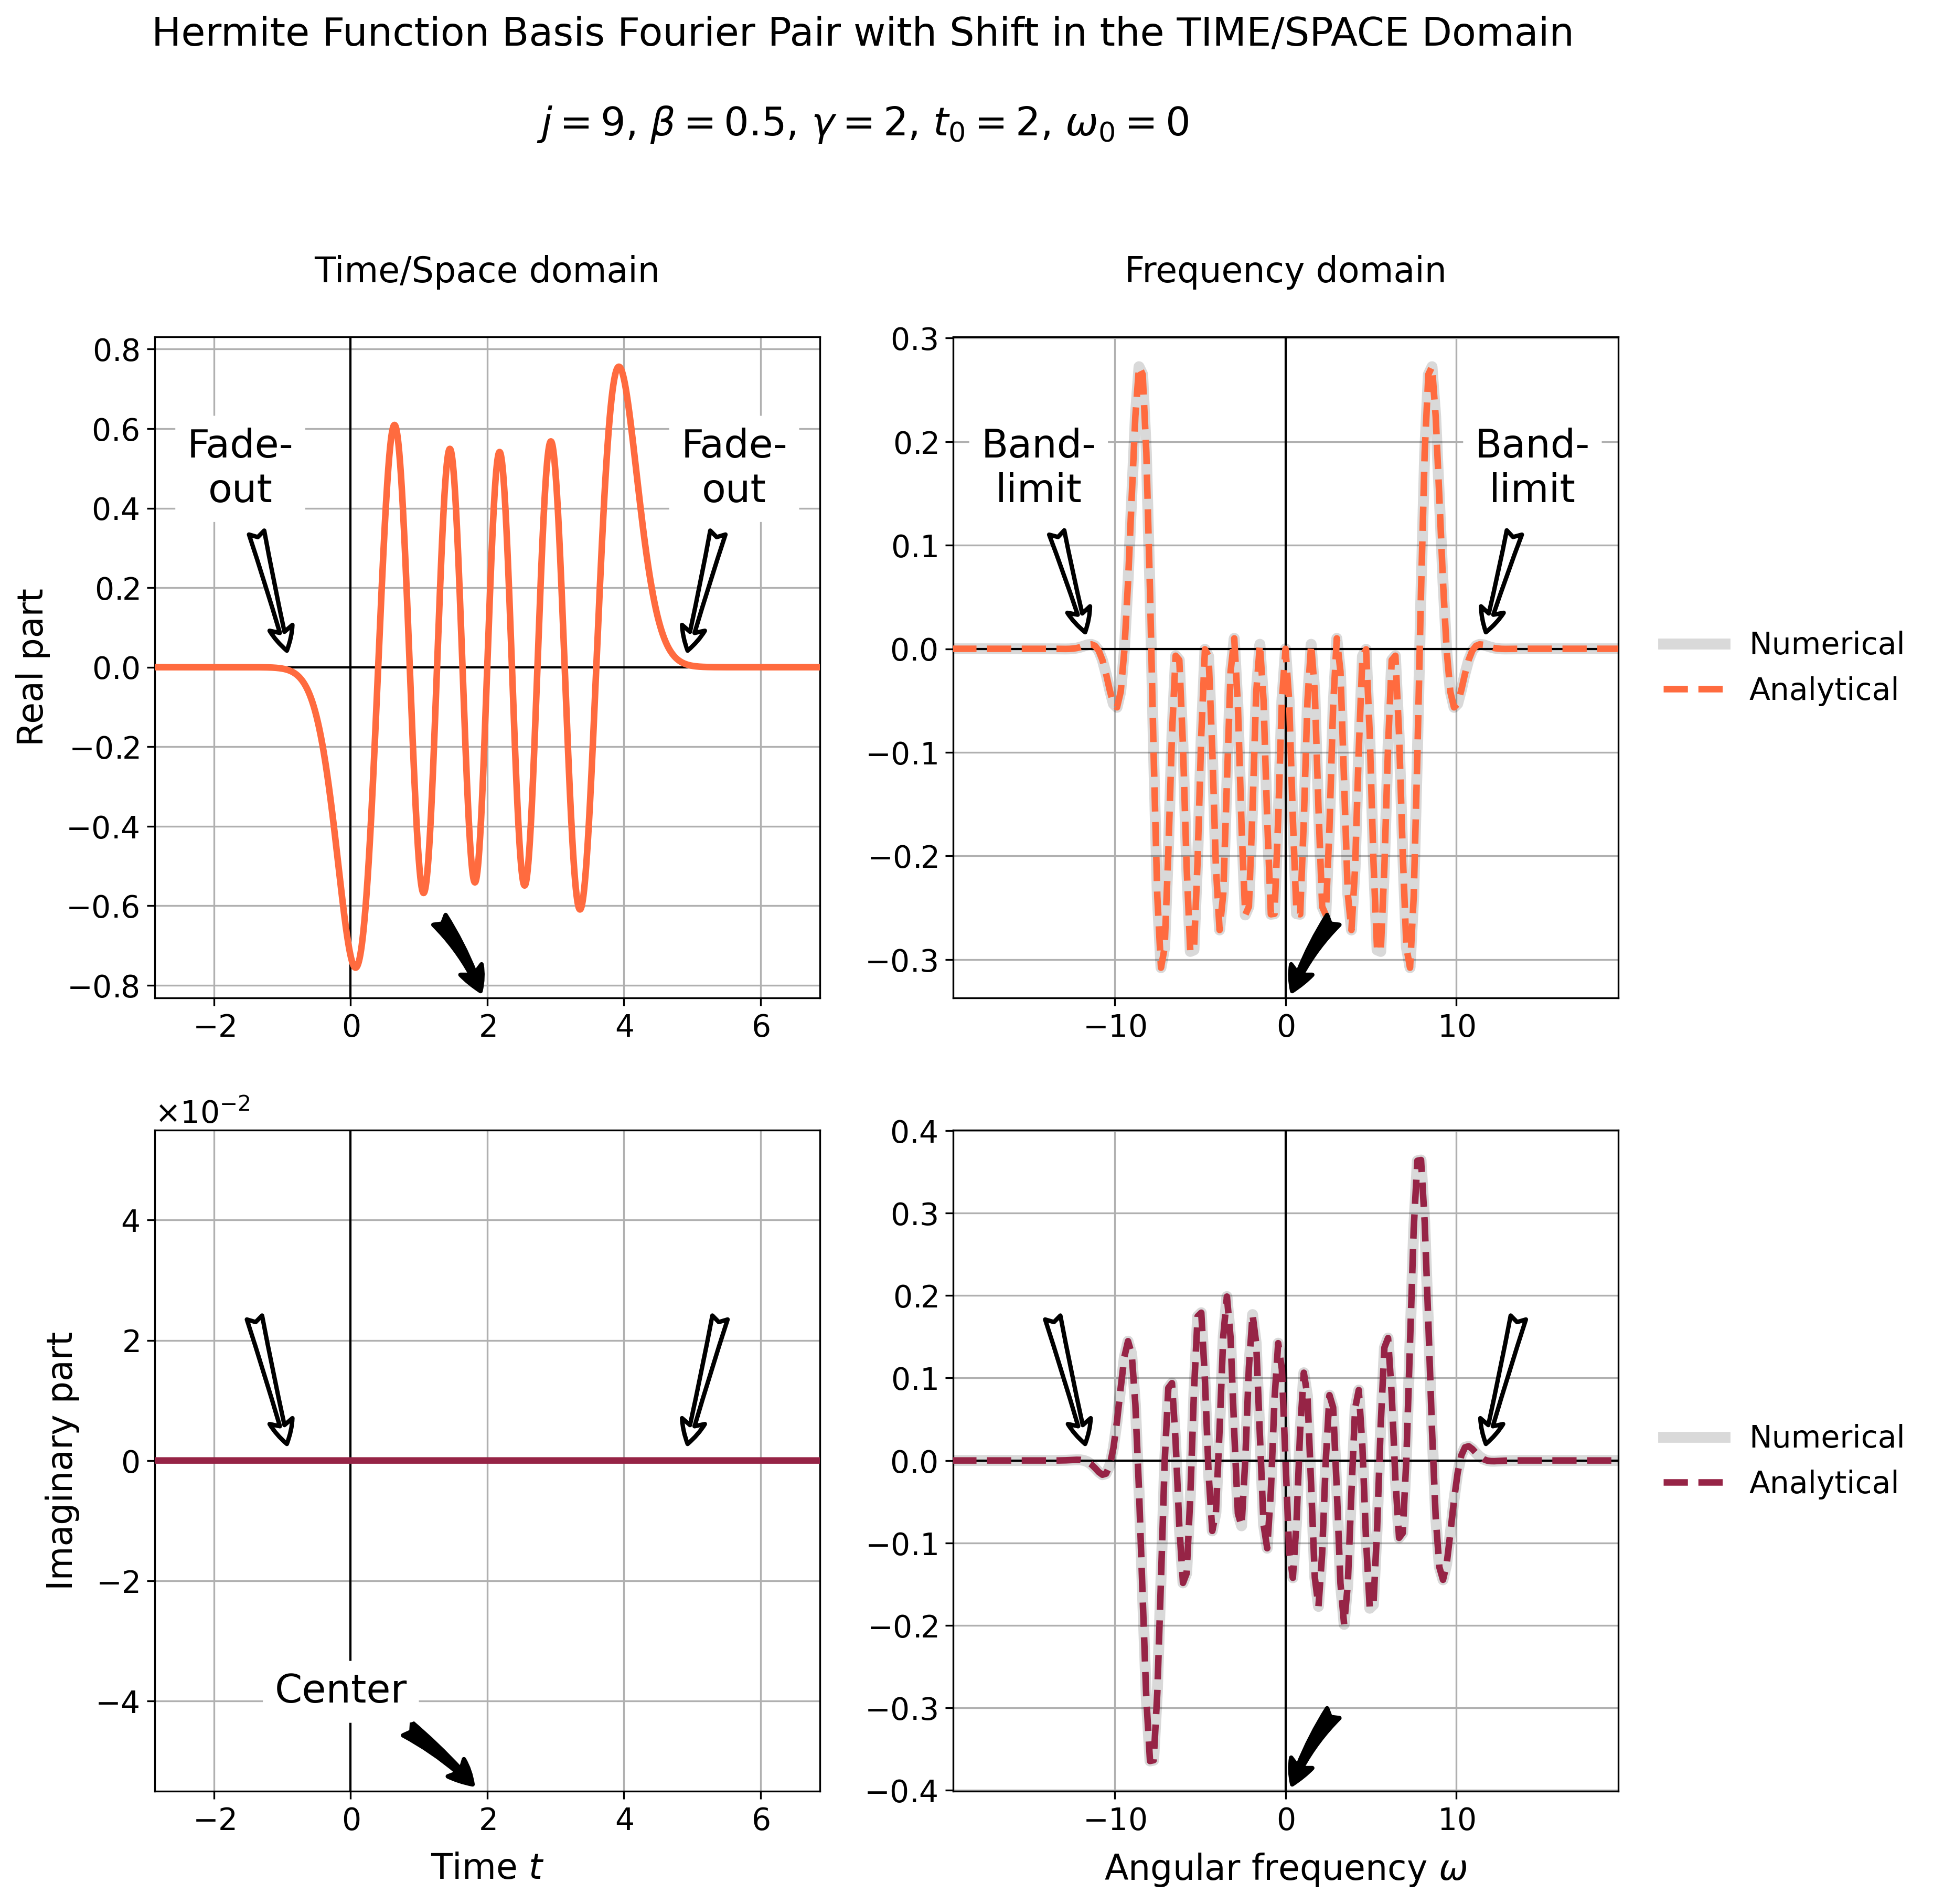 Hermite Function Basis Fourier Pair with Shift in the TIME/SPACE Domain
j = 9, β = 0.5, γ = 2, t₀ = 2, ω₀ = 0
Time/Space domain
Frequency domain
Real part
0.8
0.6
0.4
0.2
0.0
−0.2
−0.4
−0.6
−0.8
Fade-
out
Fade-
out
−2
0
2
4
6
0.3
0.2
0.1
0.0
−0.1
−0.2
−0.3
Band-
limit
Band-
limit
−10
0
10
Numerical
Analytical
Imaginary part
×10⁻²
4
2
0
−2
−4
Center
−2
0
2
4
6
Time t
0.4
0.3
0.2
0.1
0.0
−0.1
−0.2
−0.3
−0.4
−10
0
10
Angular frequency ω
Numerical
Analytical